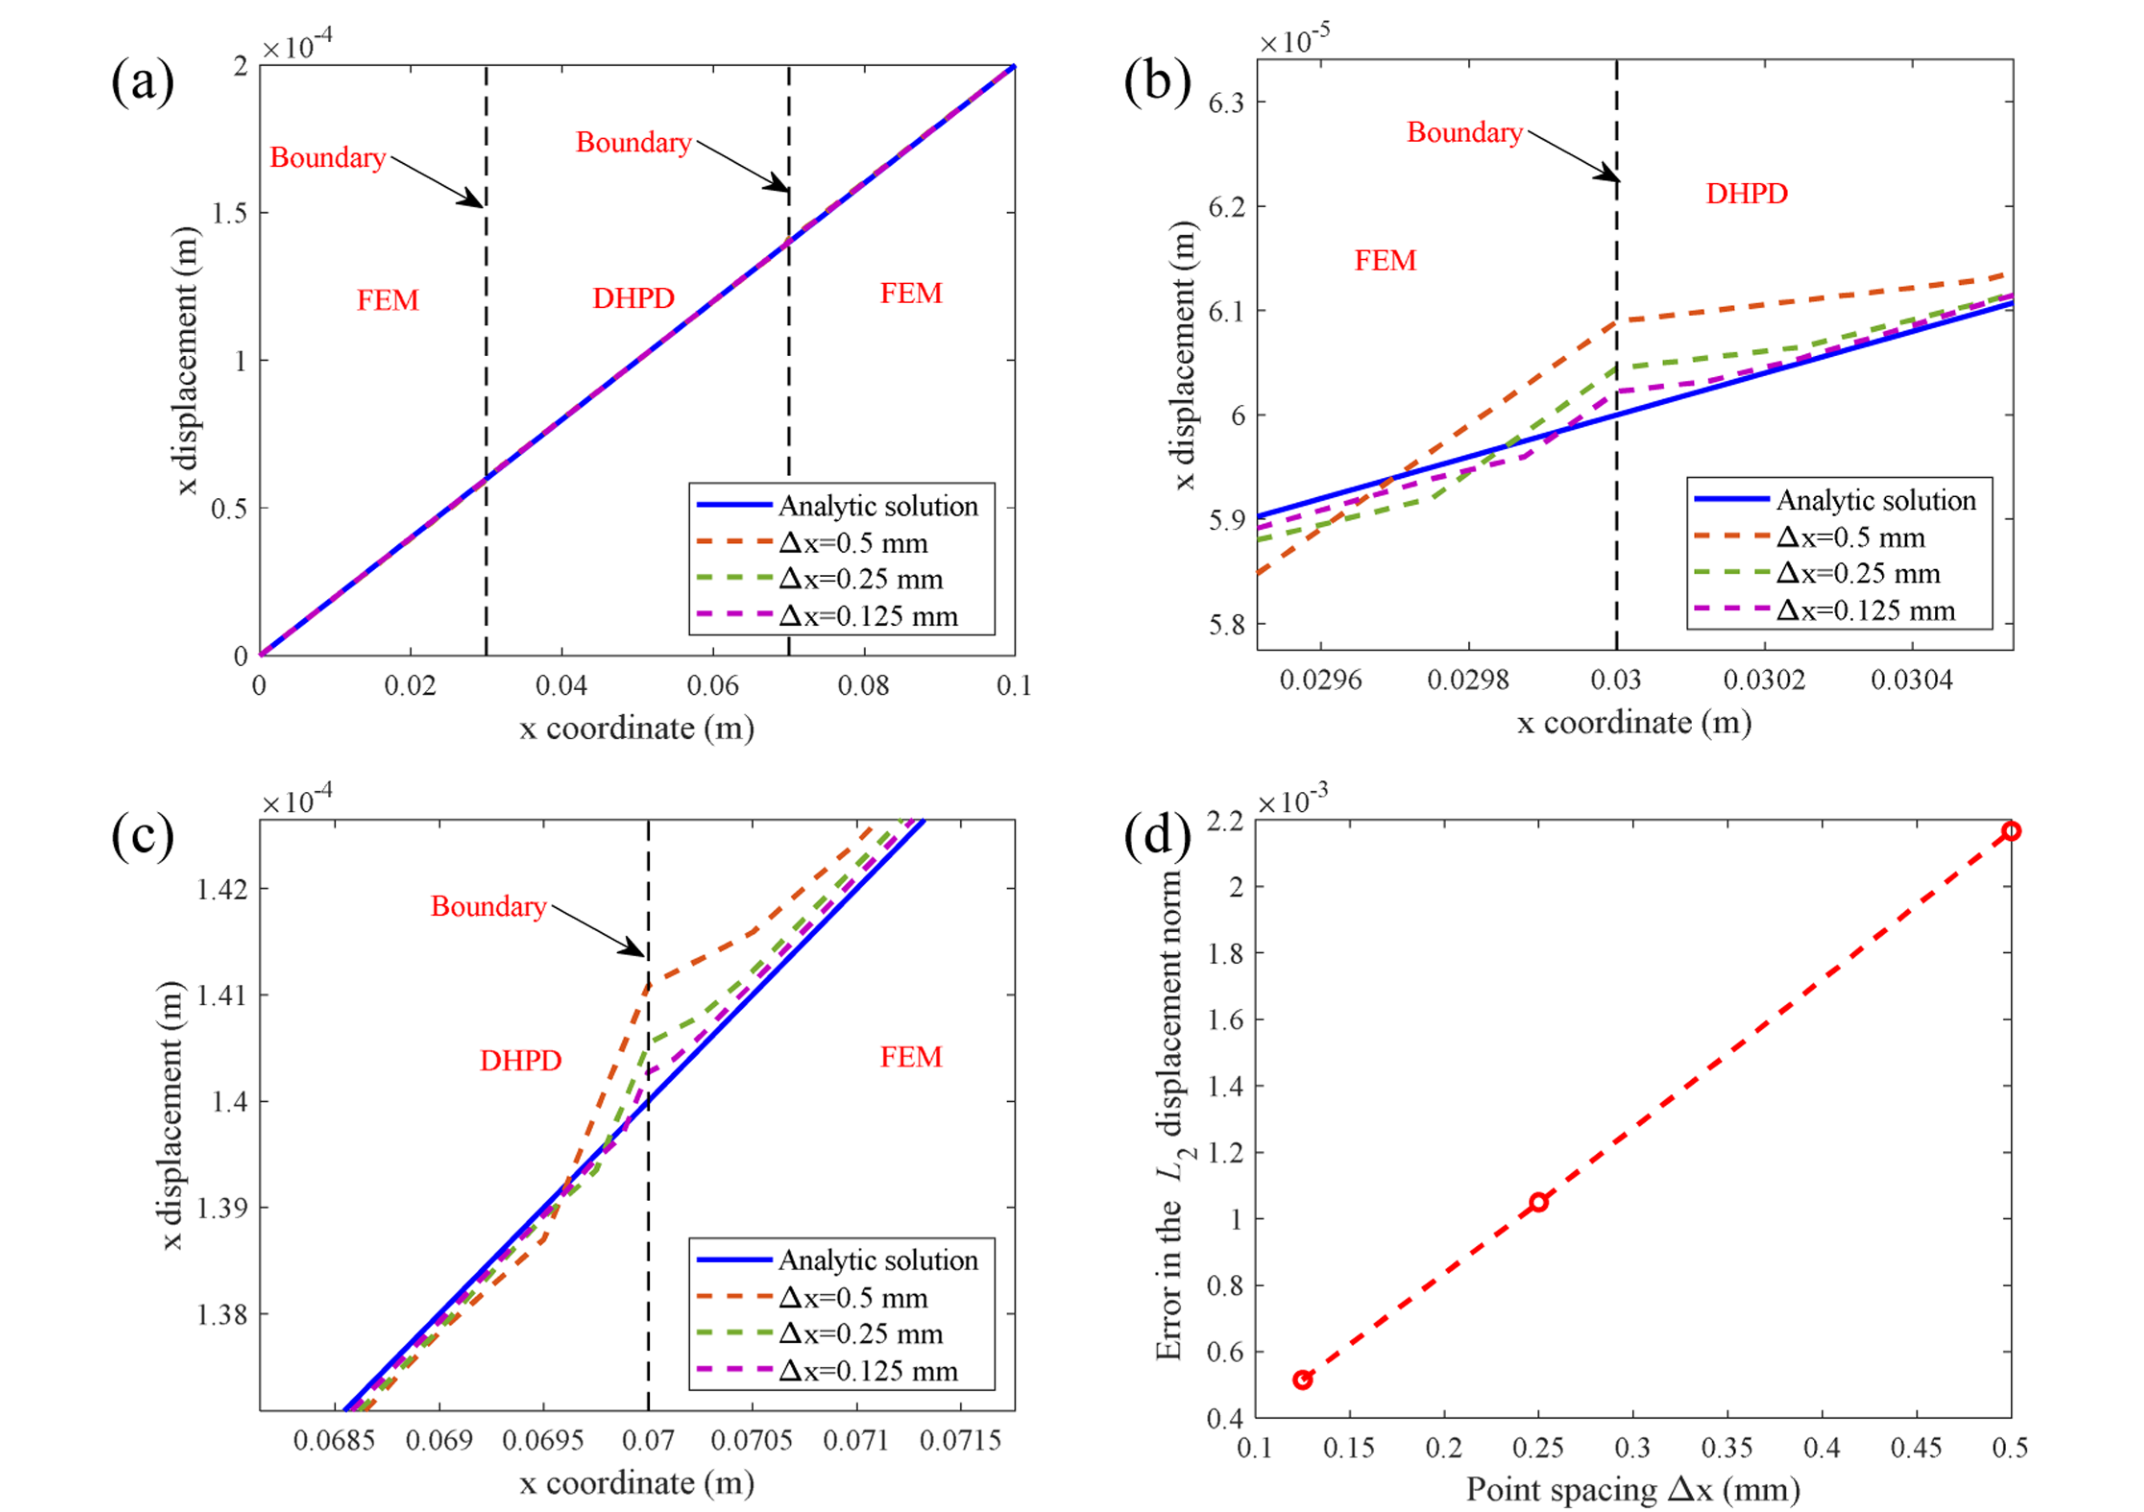 (a)
×10-4
2
1.5
1
0.5
0
0
0.02
0.04
0.06
0.08
0.1
x displacement (m)
x coordinate (m)
Boundary
Boundary
FEM
DHPD
FEM
Analytic solution
Δx=0.5 mm
Δx=0.25 mm
Δx=0.125 mm
(b)
×10-5
6.3
6.2
6.1
6
5.9
5.8
0.0296
0.0298
0.03
0.0302
0.0304
x displacement (m)
x coordinate (m)
Boundary
DHPD
FEM
Analytic solution
Δx=0.5 mm
Δx=0.25 mm
Δx=0.125 mm
(c)
×10-4
1.42
1.41
1.4
1.39
1.38
0.0685
0.069
0.0695
0.07
0.0705
0.071
0.0715
x displacement (m)
x coordinate (m)
Boundary
DHPD
FEM
Analytic solution
Δx=0.5 mm
Δx=0.25 mm
Δx=0.125 mm
(d)
×10-3
2.2
2
1.8
1.6
1.4
1.2
1
0.8
0.6
0.4
0.1
0.15
0.2
0.25
0.3
0.35
0.4
0.45
0.5
Error in the L2 displacement norm
Point spacing Δx (mm)